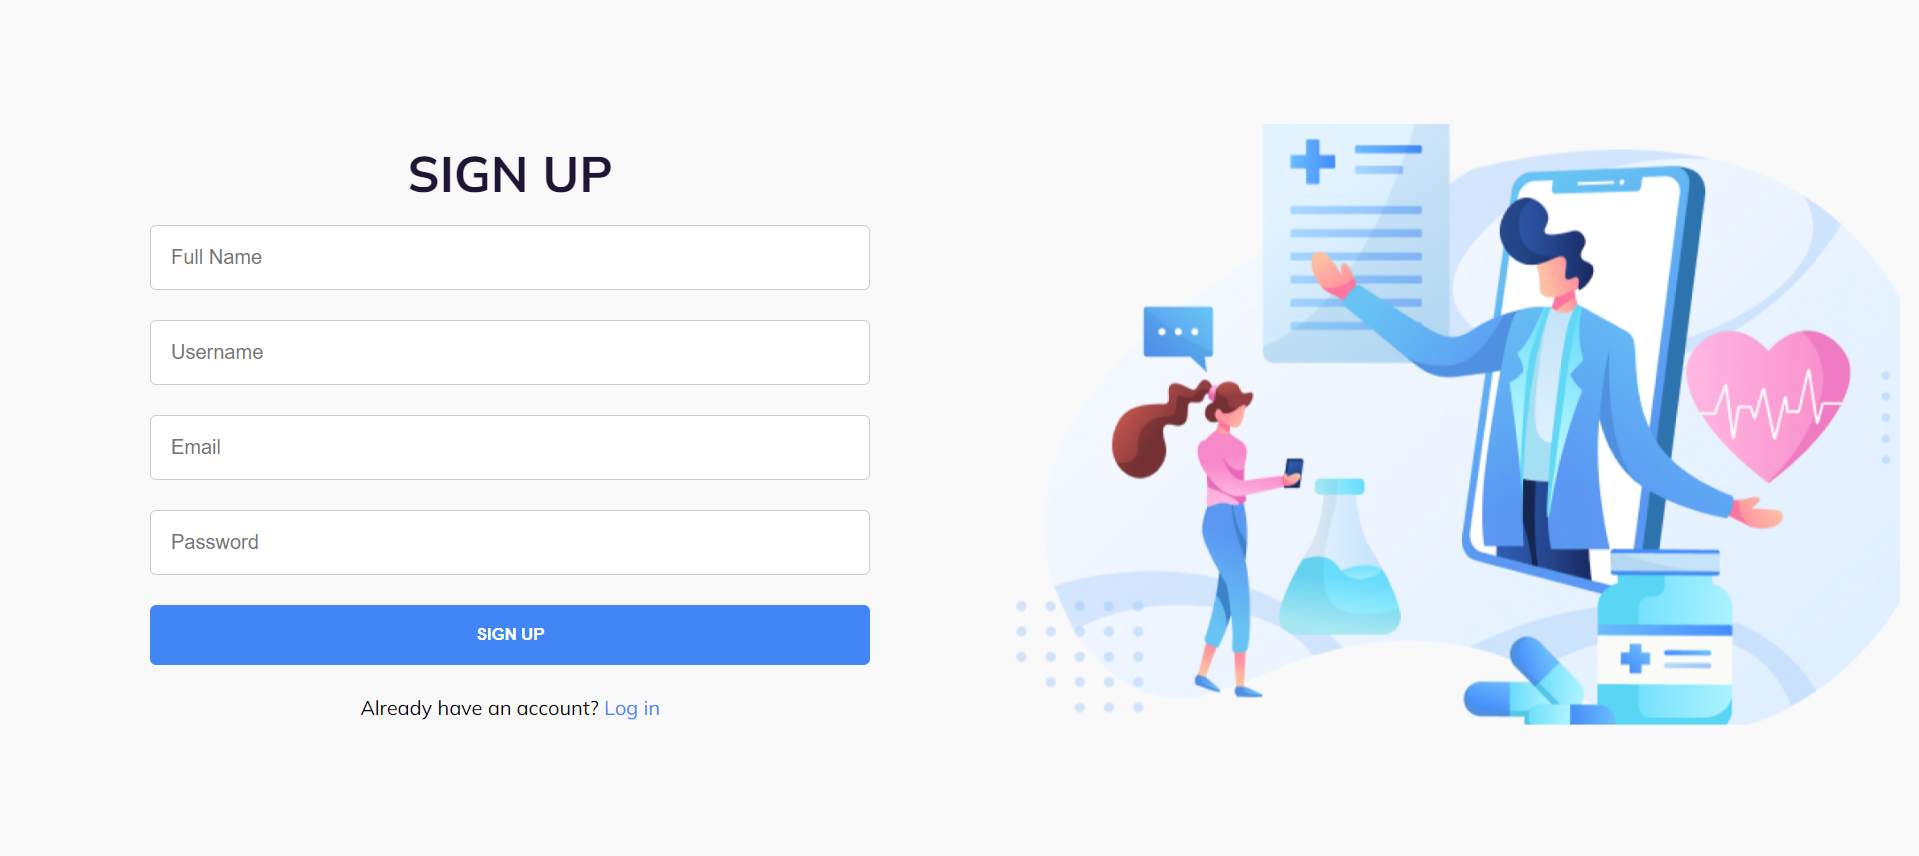 SIGN UP
Full Name
Username
Email
Password
SIGN UP
Already have an account? Log in